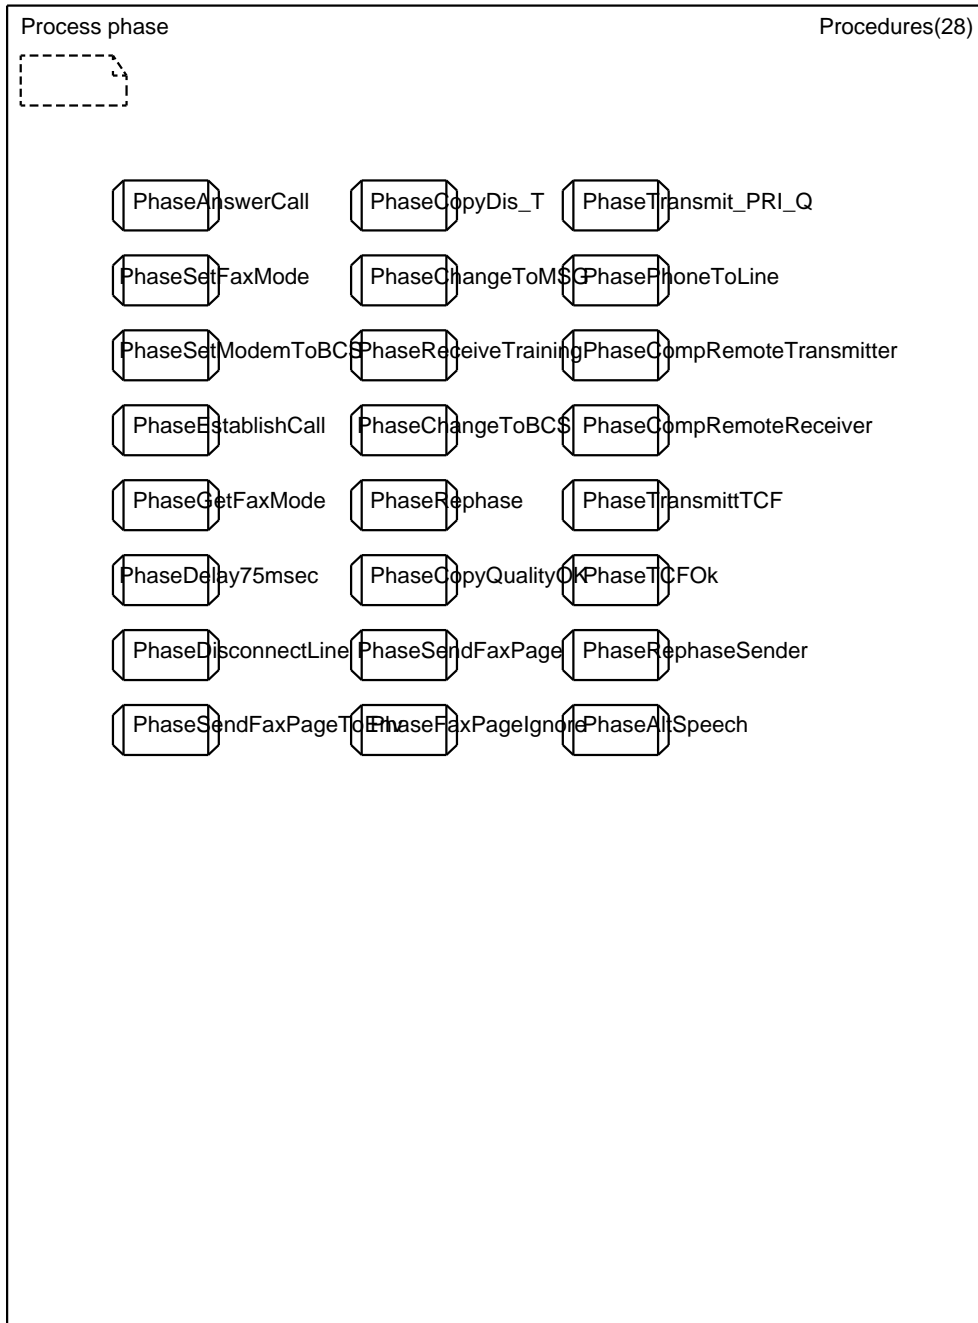 Process phase Procedures(28)
PhaseAnswerCall PhaseCopyDis_T PhaseTransmit_PRI_Q
PhaseSetFaxMode PhaseChangeToMSG PhasePhoneToLine
PhaseSetModemToBCS PhaseReceiveTraining PhaseCompRemoteTransmitter
PhaseEstablishCall PhaseChangeToBCS PhaseCompRemoteReceiver
PhaseGetFaxMode PhaseRephase PhaseTransmittTCF
PhaseDelay75msec PhaseCopyQualityOK PhaseTCFOk
PhaseDisconnectLine PhaseSendFaxPage PhaseRephaseSender
PhaseSendFaxPageToEnv PhaseFaxPageIgnore PhaseAltSpeech